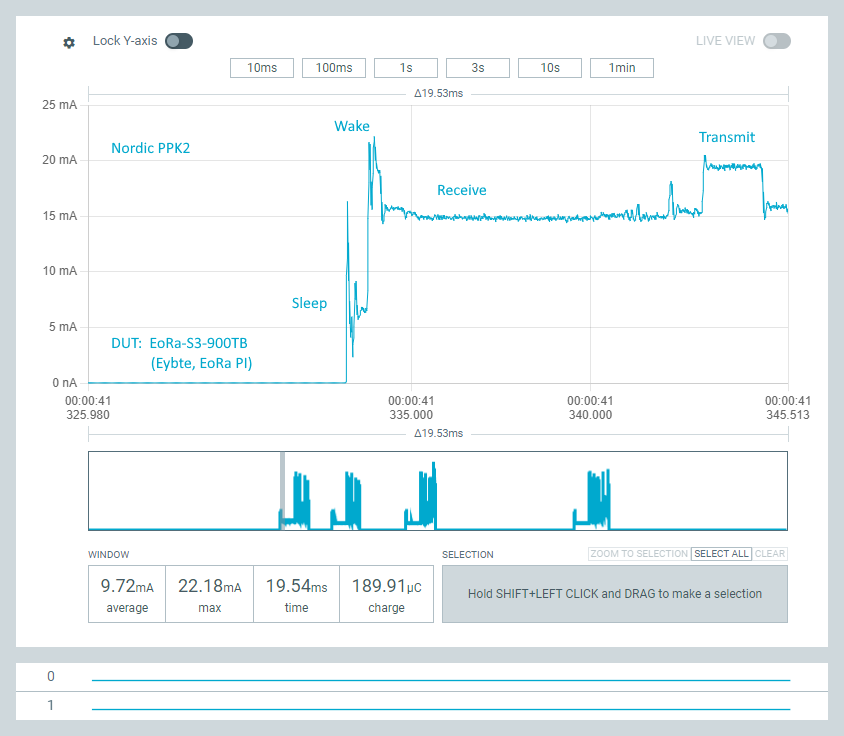 Lock Y-axis
LIVE VIEW
10ms 100ms 1s 3s 10s 1min
Δ19.53ms
25 mA
Wake
Transmit
Nordic PPK2
20 mA
Receive
15 mA
10 mA
Sleep
5 mA
DUT: EoRa-S3-900TB
(Eybte, EoRa PI)
0 nA
00:00:41 00:00:41 00:00:41 00:00:41
325.980 335.000 340.000 345.513
Δ19.53ms
WINDOW
SELECTION
ZOOM TO SELECTION SELECT ALL CLEAR
9.72mA 22.18mA 19.54ms 189.91μC
average max time charge
Hold SHIFT+LEFT CLICK and DRAG to make a selection
0
1